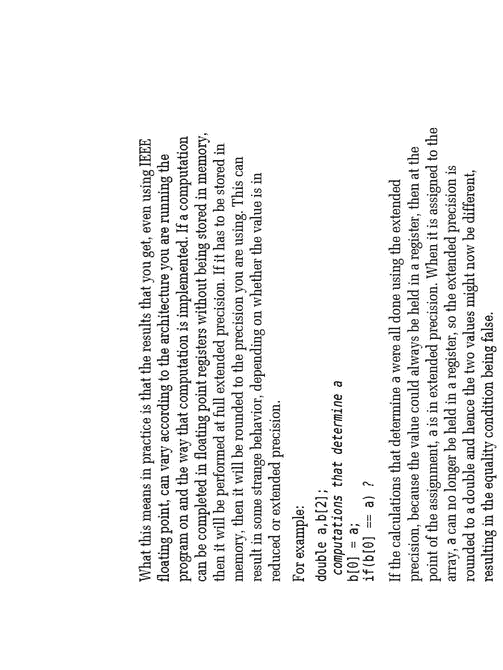 What this means in practice is that the results that you get, even using IEEE
floating point, can vary according to the architecture you are running the
program on and the way that computation is implemented. If a computation
can be completed in floating point registers without being stored in memory,
then it will be performed at full extended precision. If it has to be stored in
memory, then it will be rounded to the precision you are using. This can
result in some strange behavior, depending on whether the value is in
reduced or extended precision.
For example:
double a,b[2];
computations that determine a
b[0] = a;
if(b[0] == a) ?
If the calculations that determine a were all done using the extended
precision, because the value could always be held in a register, then at the
point of the assignment, a is in extended precision. When it is assigned to the
array, a can no longer be held in a register, so the extended precision is
rounded to a double and hence the two values might now be different,
resulting in the equality condition being false.